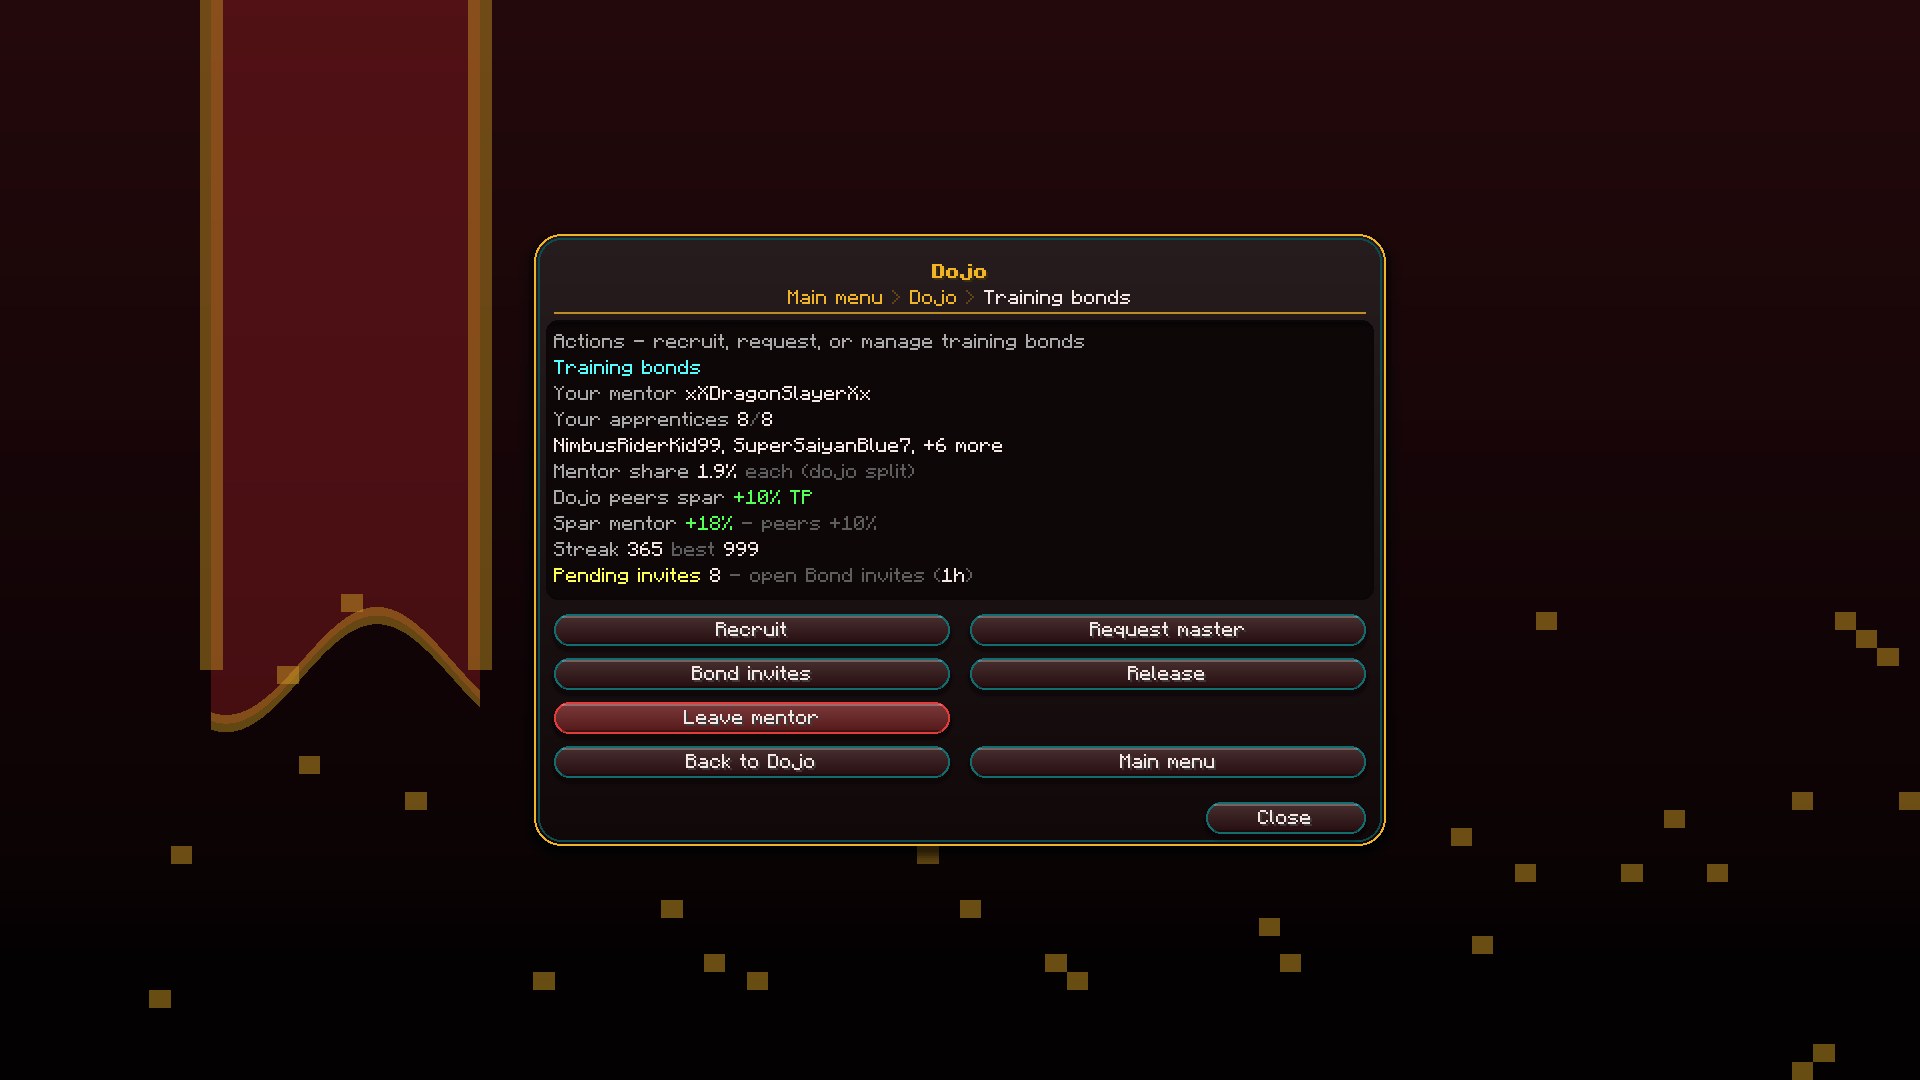 Dojo
Main menu > Dojo > Training bonds
Actions – recruit, request, or manage training bonds
Training bonds
Your mentor xXDragonSlayerXx
Your apprentices 8/8
NimbusRiderKid99, SuperSaiyanBlue7, +6 more
Mentor share 1.9% each (dojo split)
Dojo peers spar +10% TP
Spar mentor +18% – peers +10%
Streak 365 best 999
Pending invites 8 – open Bond invites (1h)
Recruit
Request master
Bond invites
Release
Leave mentor
Back to Dojo
Main menu
Close